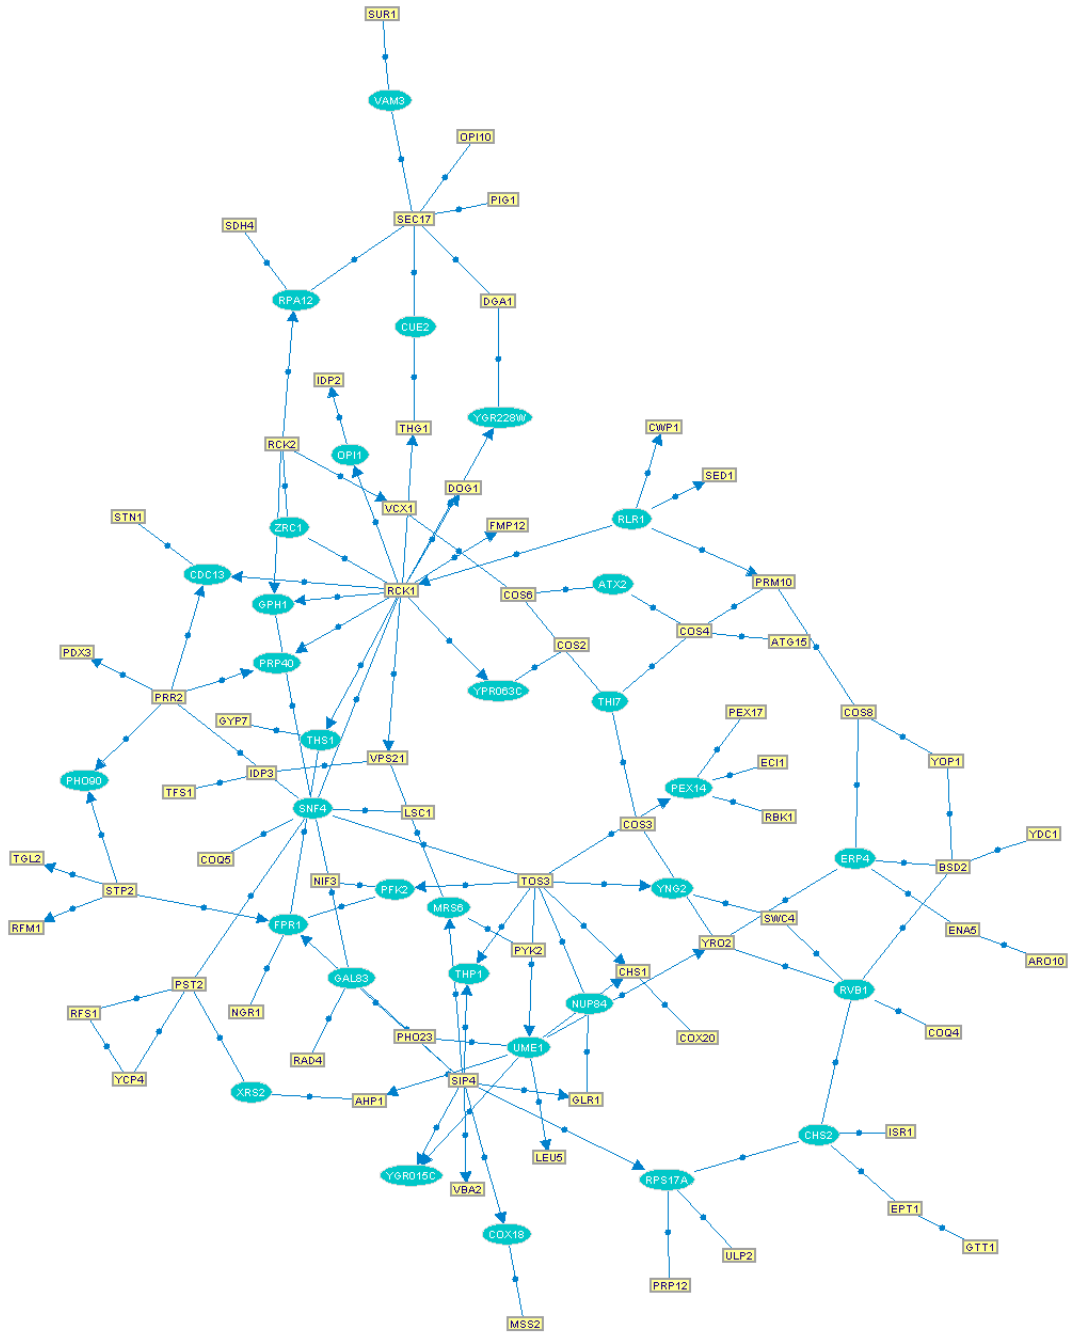 SUR1
VAM3
OPI10
PIG1
SEC17
SDH4
RPA12
DGA1
CUE2
IDP2
YGR228W
THG1
CWP1
RCK2
OPI1
SED1
DOG1
VCX1
STN1
RLR1
ZRC1
FMP12
CDC13
PRM10
ATX2
RCK1
COS6
GPH1
COS4
ATG15
COS2
PDX3
PRP40
YPR063C
PRR2
THI7
COS8
PEX17
GYP7
THS1
VPS21
YOP1
ECI1
IDP3
PHO90
PEX14
TFS1
SNF4
LSC1
RBK1
COS3
YDC1
TGL2
COQ5
ERP4
BSD2
NIF3
TOS3
STP2
PFK2
YNG2
MRS6
SWC4
RFM1
FPR1
ENA5
YRO2
PYK2
ARO10
CHS1
THP1
GAL83
PST2
RVB1
NUP84
RFS1
NGR1
COQ4
PHO23
COX20
UME1
RAD4
YCP4
SIP4
XRS2
AHP1
GLR1
CHS2
ISR1
LEU5
YGR015C
RPS17A
VBA2
EPT1
COX18
GTT1
ULP2
PRP12
MSS2